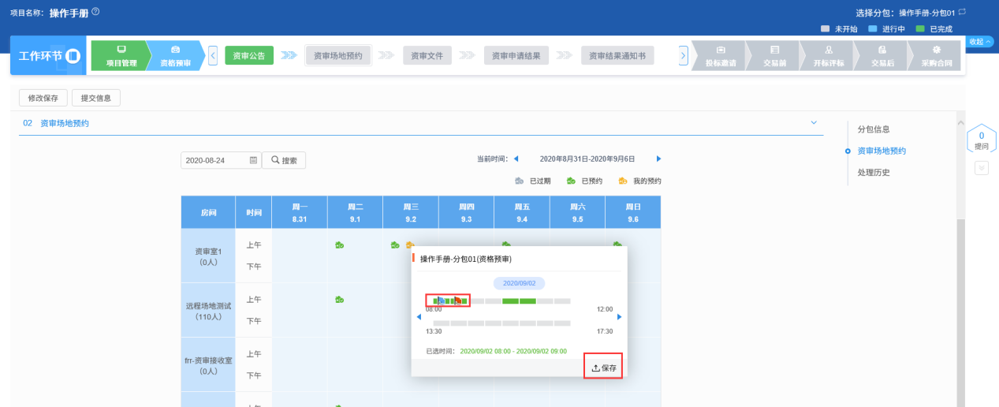 项目名称: 操作手册
选择分包: 操作手册-分包01
未开始 进行中 已完成
收起
工作环节
项目管理 资格预审 资审公告 资审场地预约 资审文件 资审申请结果 资审结果通知书 投标邀请 交易前 开标评标 交易后 采购合同
修改保存 提交信息
02 资审场地预约
分包信息
资审场地预约
处理历史
0
提问
2020-08-24 搜索 当前时间: 2020年8月31日-2020年9月6日
已过期 已预约 我的预约
房间 时间 周一 周二 周三 周四 周五 周六 周日
8.31 9.1 9.2 9.3 9.4 9.5 9.6
资审室1
(0人)
上午
下午
远程场地测试
(110人)
上午
下午
frr-资审接收室
(0人)
上午
下午
操作手册-分包01(资格预审)
2020/09/02
08:00 12:00
13:30 17:30
已选时间: 2020/09/02 08:00 - 2020/09/02 09:00
保存